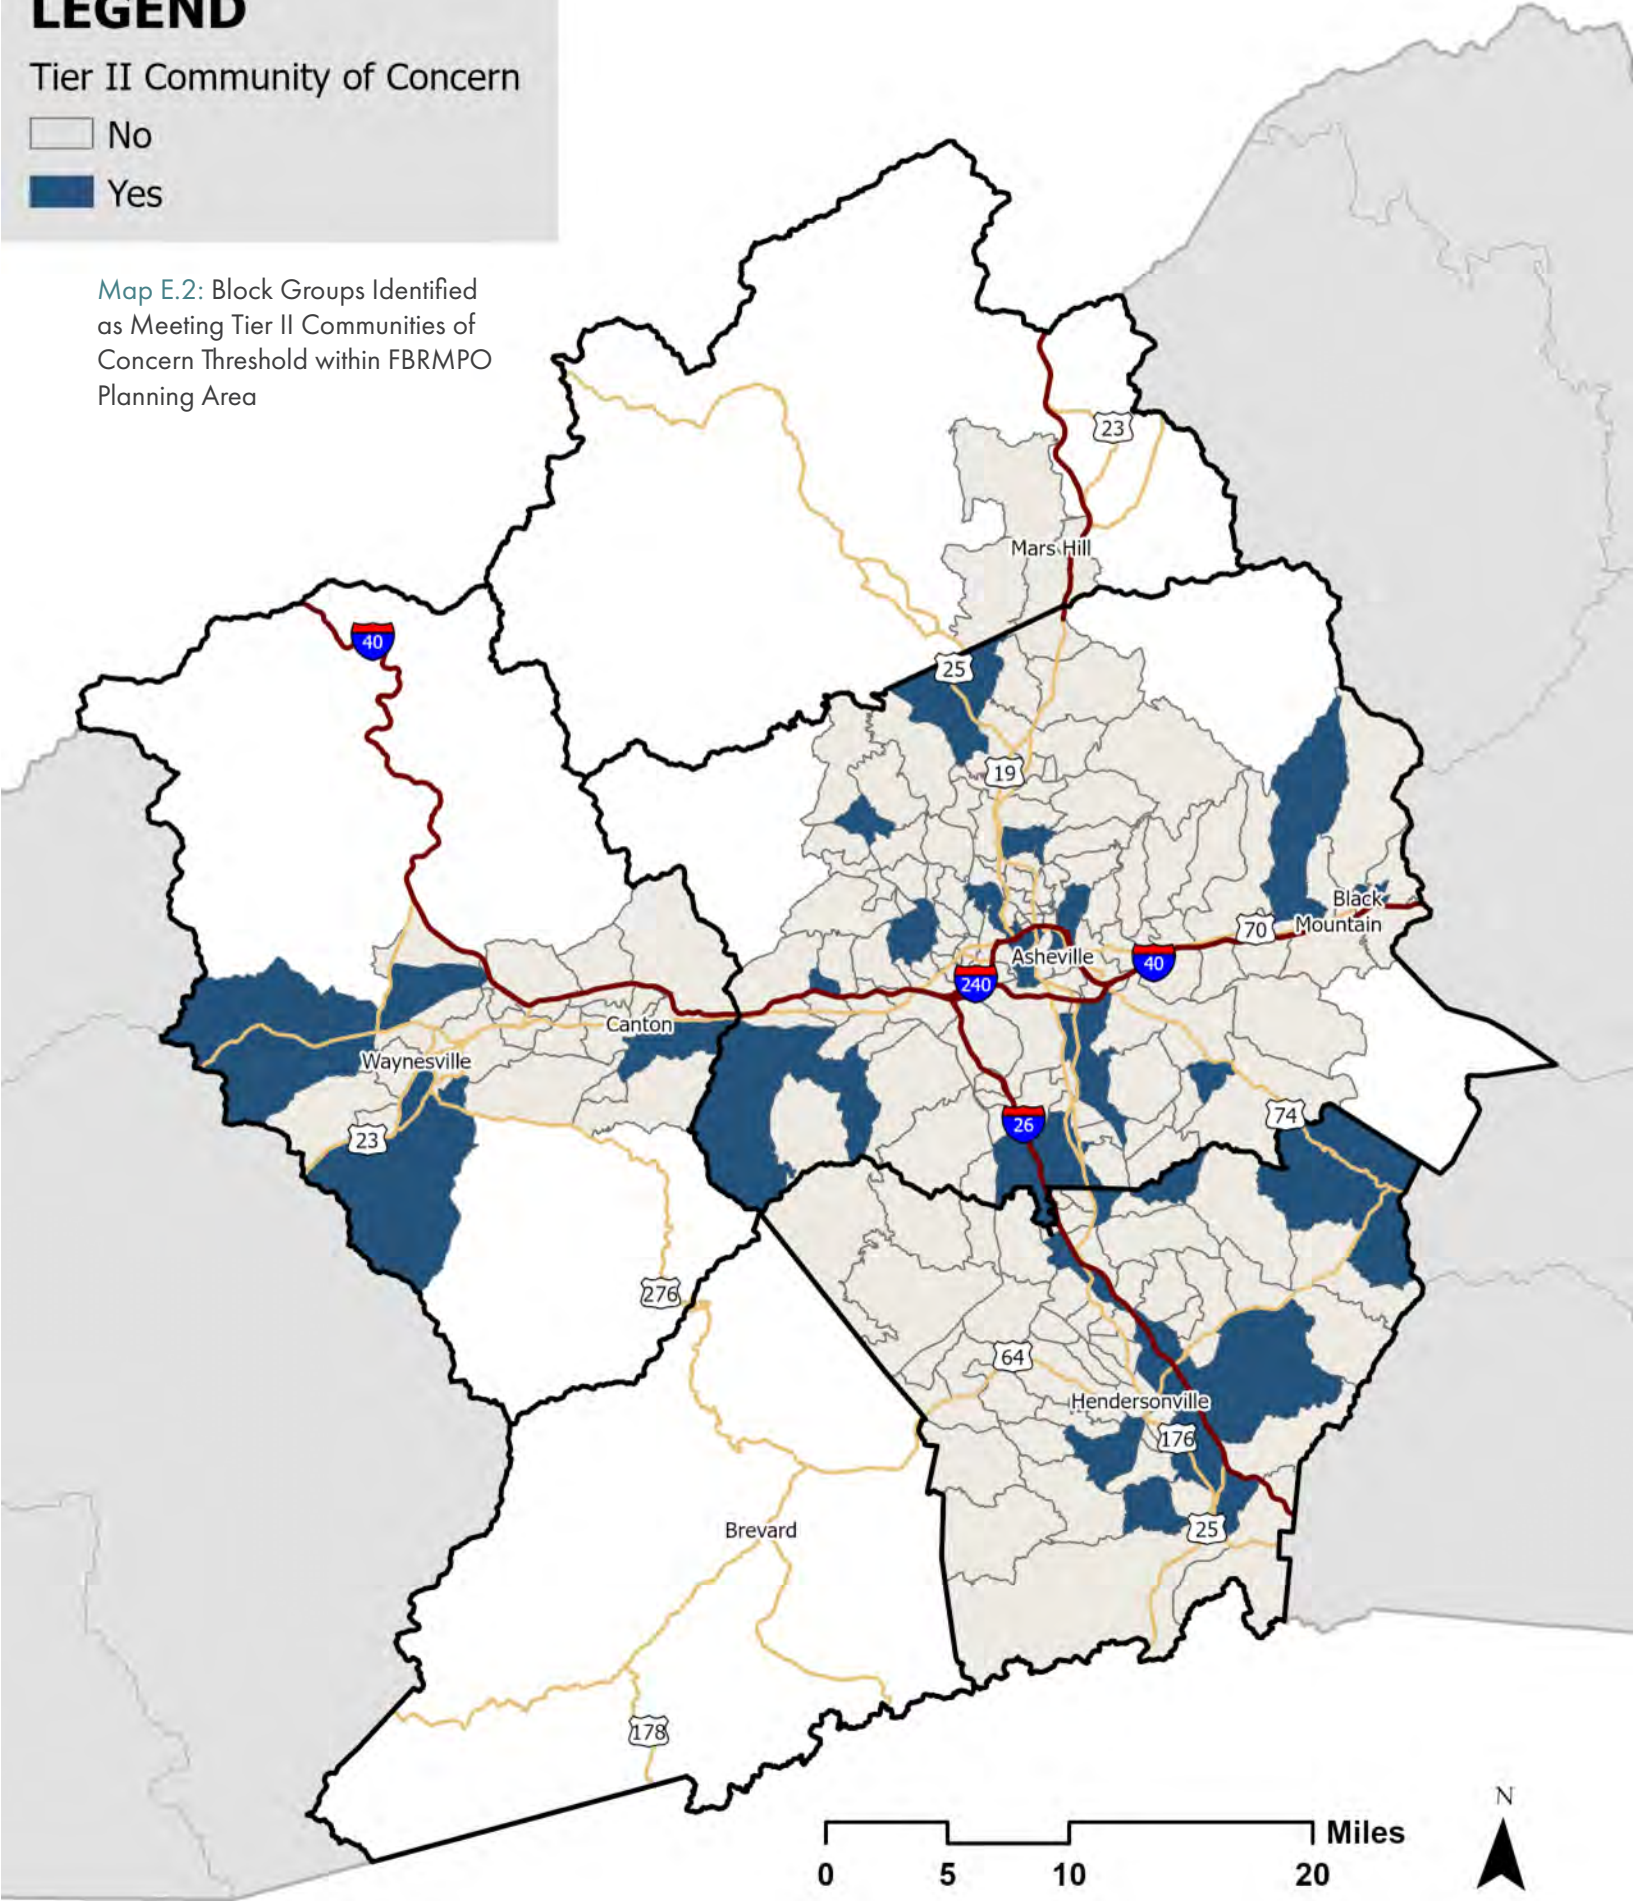 LEGEND
Tier II Community of Concern
No
Yes
Map E.2: Block Groups Identified
as Meeting Tier II Communities of
Concern Threshold within FBRMPO
Planning Area
23
Mars Hill
40
25
19
Black
Mountain
70
Asheville
40
240
Canton
Waynesville
23
26
74
276
64
Hendersonville
176
25
Brevard
178
N
Miles
0 5 10 20